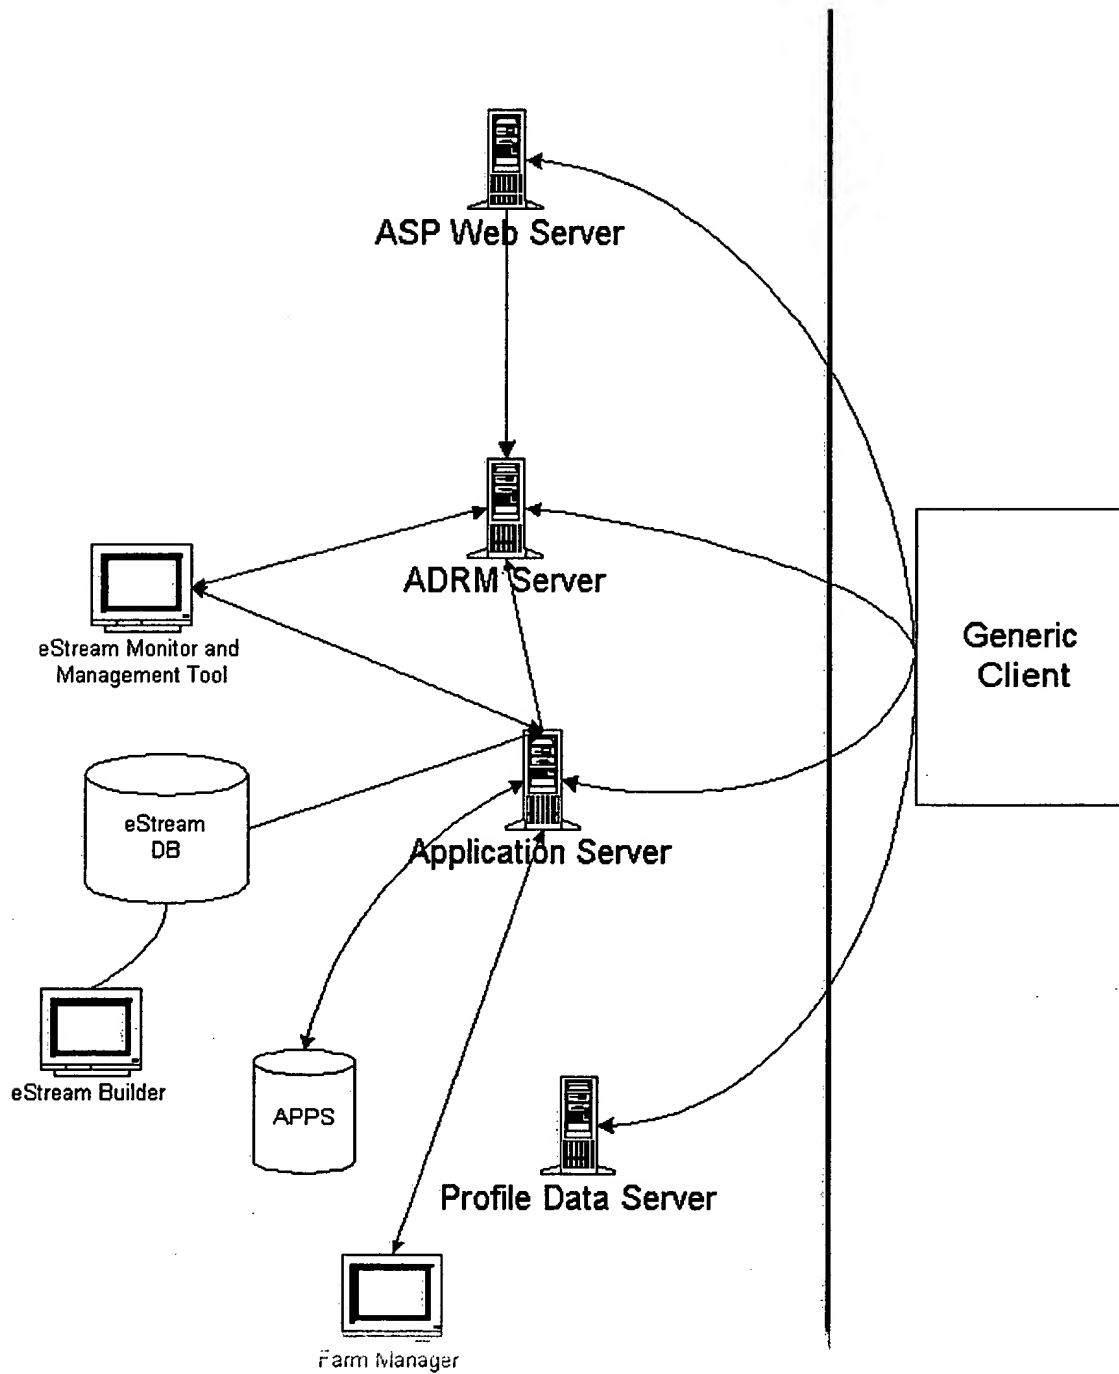 ASP Web Server
ADRM Server
eStream Monitor and
Management Tool
Generic
Client
eStream
DB
Application Server
eStream Builder
APPS
Profile Data Server
Farm Manager